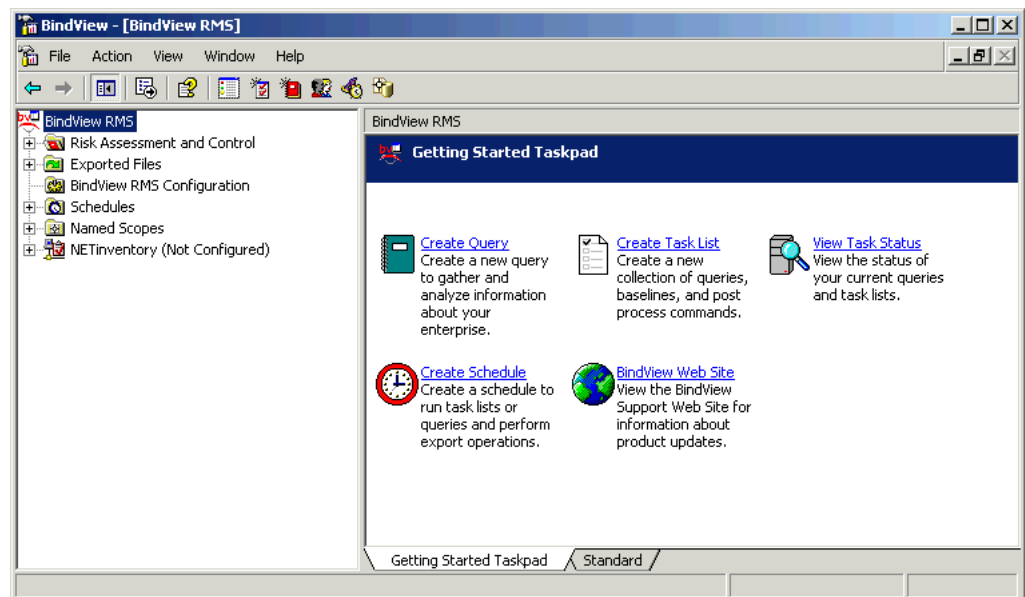 BindView - [BindView RMS]
File Action View Window Help
BindView RMS
Risk Assessment and Control
Exported Files
BindView RMS Configuration
Schedules
Named Scopes
NETinventory (Not Configured)
BindView RMS
Getting Started Taskpad
Create Query
Create a new query
to gather and
analyze information
about your
enterprise.
Create Task List
Create a new
collection of queries,
baselines, and post
process commands.
View Task Status
View the status of
your current queries
and task lists.
Create Schedule
Create a schedule to
run task lists or
queries and perform
export operations.
BindView Web Site
View the BindView
Support Web Site for
information about
product updates.
Getting Started Taskpad
Standard